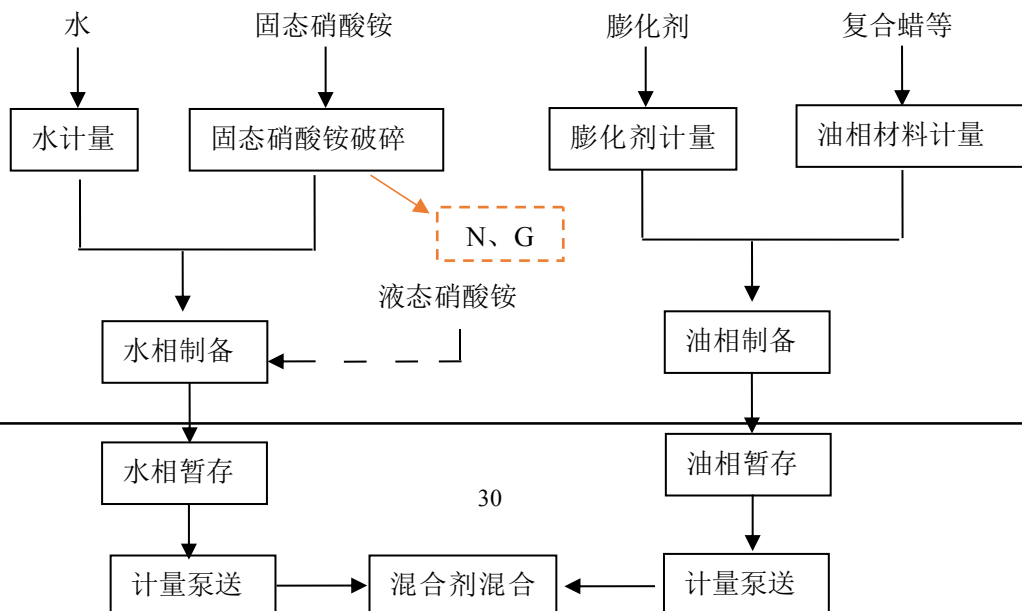 水
固态硝酸铵
膨化剂
复合蜡等
水计量
固态硝酸铵破碎
膨化剂计量
油相材料计量
N、G
液态硝酸铵
水相制备
油相制备
水相暂存
油相暂存
30
计量泵送
混合剂混合
计量泵送